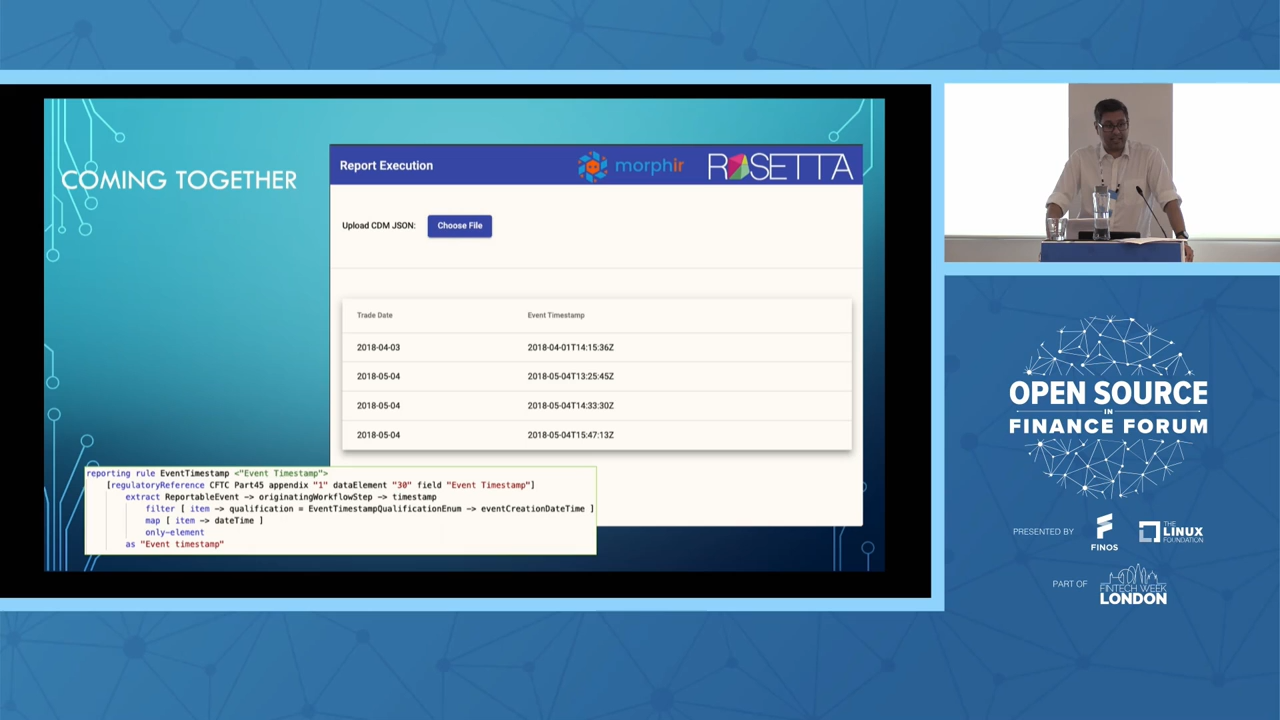 COMING TOGETHER
Report Execution
morphir
ROSETTA
Upload CDM JSON:
Choose File
Trade Date Event Timestamp
2018-04-03 2018-04-01T14:15:36Z
2018-05-04 2018-05-04T13:25:45Z
2018-05-04 2018-05-04T14:33:30Z
2018-05-04 2018-05-04T15:47:13Z
reporting rule EventTimestamp <"Event Timestamp">
[regulatoryReference CFTC Part45 appendix "1" dataElement "30" field "Event Timestamp"]
extract ReportableEvent -> originatingWorkflowStep -> timestamp
filter [ item -> qualification = EventTimestampQualificationEnum -> eventCreationDateTime ]
map [ item -> dateTime ]
only-element
as "Event timestamp"
OPEN SOURCE
IN
FINANCE FORUM
PRESENTED BY
FINOS
THE
LINUX
FOUNDATION
PART OF
FINTECH WEEK
LONDON